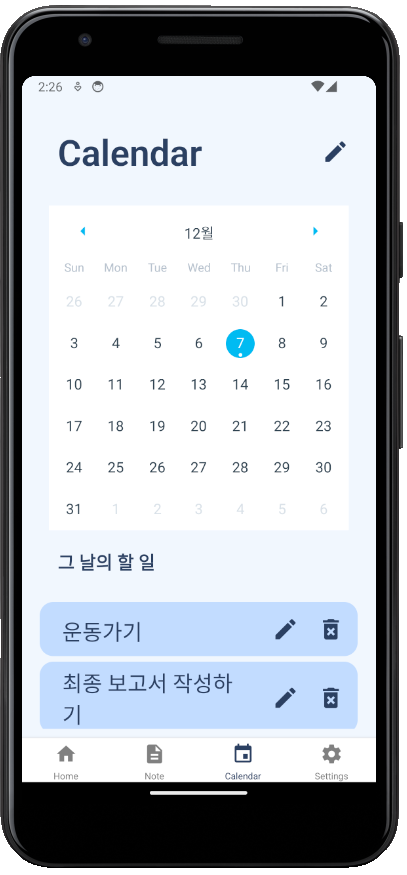 2:26
Calendar
12월
Sun Mon Tue Wed Thu Fri Sat
26 27 28 29 30 1 2
3 4 5 6 7 8 9
10 11 12 13 14 15 16
17 18 19 20 21 22 23
24 25 26 27 28 29 30
31 1 2 3 4 5 6
그 날의 할 일
운동가기
최종 보고서 작성하
기
Home Note Calendar Settings